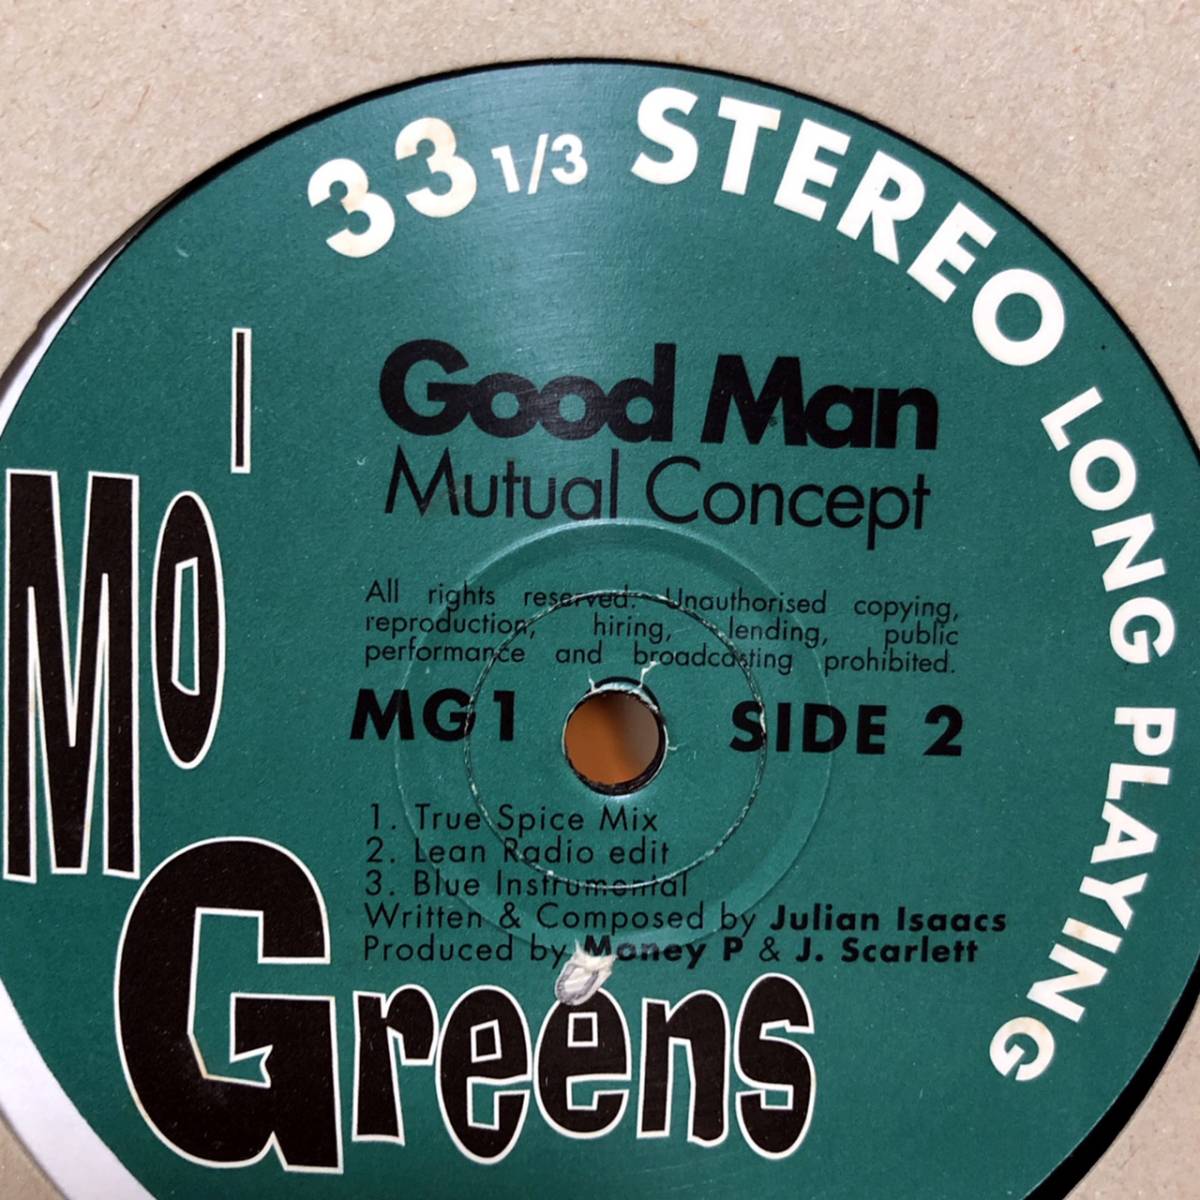 33 1/3 STEREO LONG PLAYING
Good Man
Mutual Concept
All rights reserved. Unauthorised copying,
reproduction, hiring, lending, public
performance and broadcasting prohibited.
MG1 SIDE 2
1. True Spice Mix
2. Lean Radio edit
3. Blue Instrumental
Written & Composed by Julian Isaacs
Produced by Money P & J. Scarlett
Mo
Greens